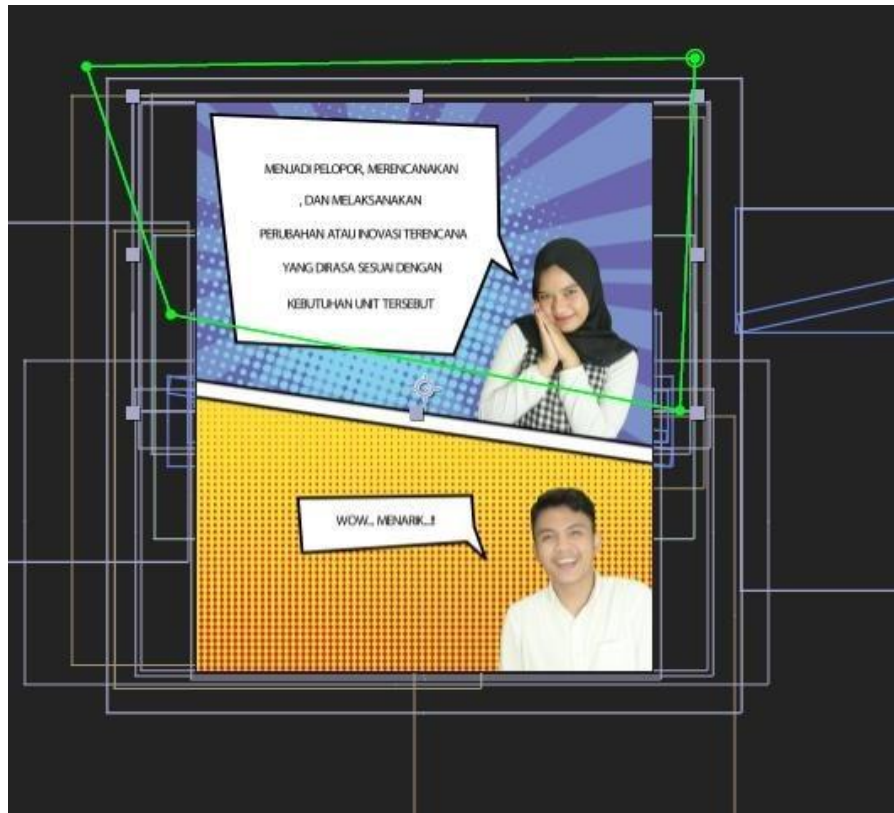 MENJADI PELOPOR, MERENCANAKAN
, DAN MELAKSANAKAN
PERUBAHAN ATAU INOVASI TERENCANA
YANG DIRASA SESUAI DENGAN
KEBUTUHAN UNIT TERSEBUT
WOW... MENARIK...!!